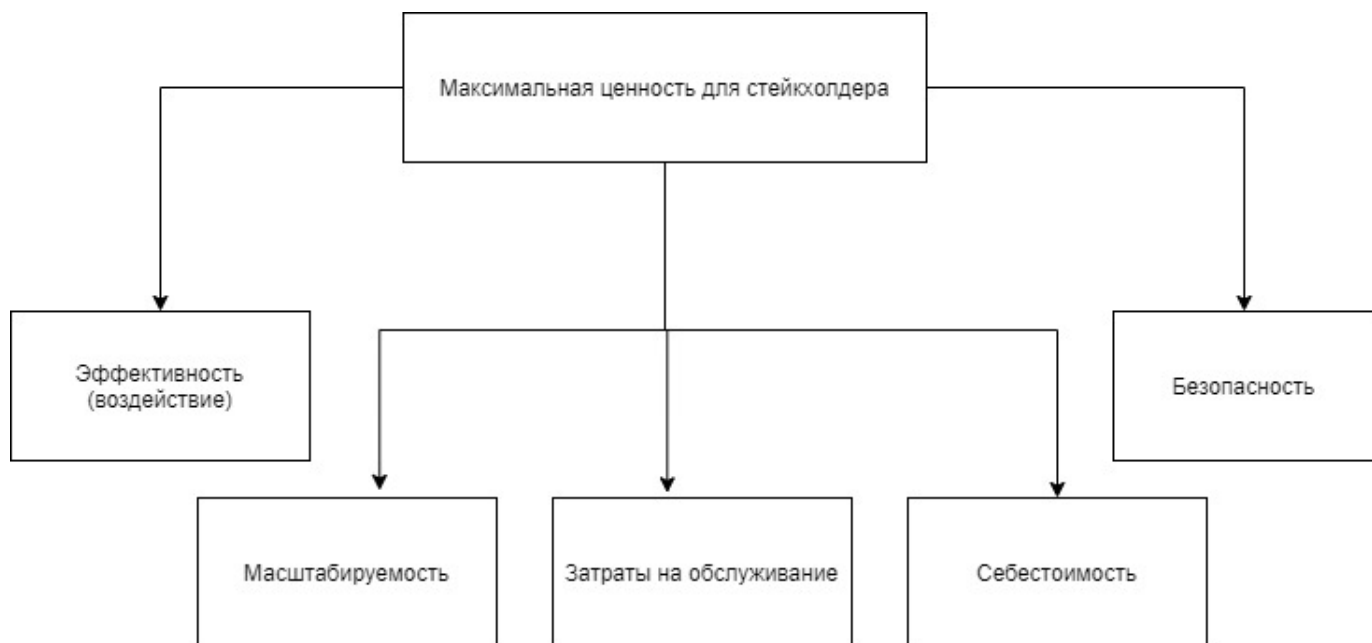 Максимальная ценность для стейкхолдера
Эффективность
(воздействие)
Безопасность
Масштабируемость
Затраты на обслуживание
Себестоимость